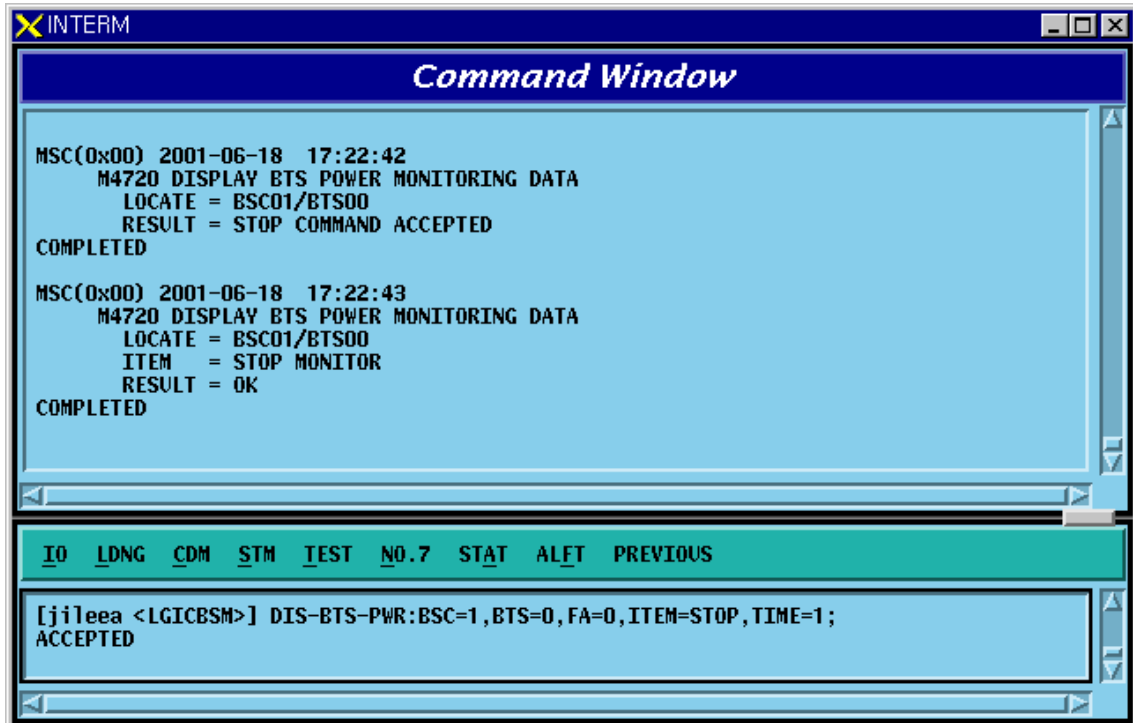 INTERM
Command Window
MSC(0x00) 2001-06-18  17:22:42
M4720 DISPLAY BTS POWER MONITORING DATA
LOCATE = BSC01/BTS00
RESULT = STOP COMMAND ACCEPTED
COMPLETED
MSC(0x00) 2001-06-18  17:22:43
M4720 DISPLAY BTS POWER MONITORING DATA
LOCATE = BSC01/BTS00
ITEM   = STOP MONITOR
RESULT = OK
COMPLETED
IO LDNG CDM STM TEST NO.7 STAT ALFT PREVIOUS
[jileea <LGICBSM>] DIS-BTS-PWR:BSC=1,BTS=0,FA=0,ITEM=STOP,TIME=1;
ACCEPTED